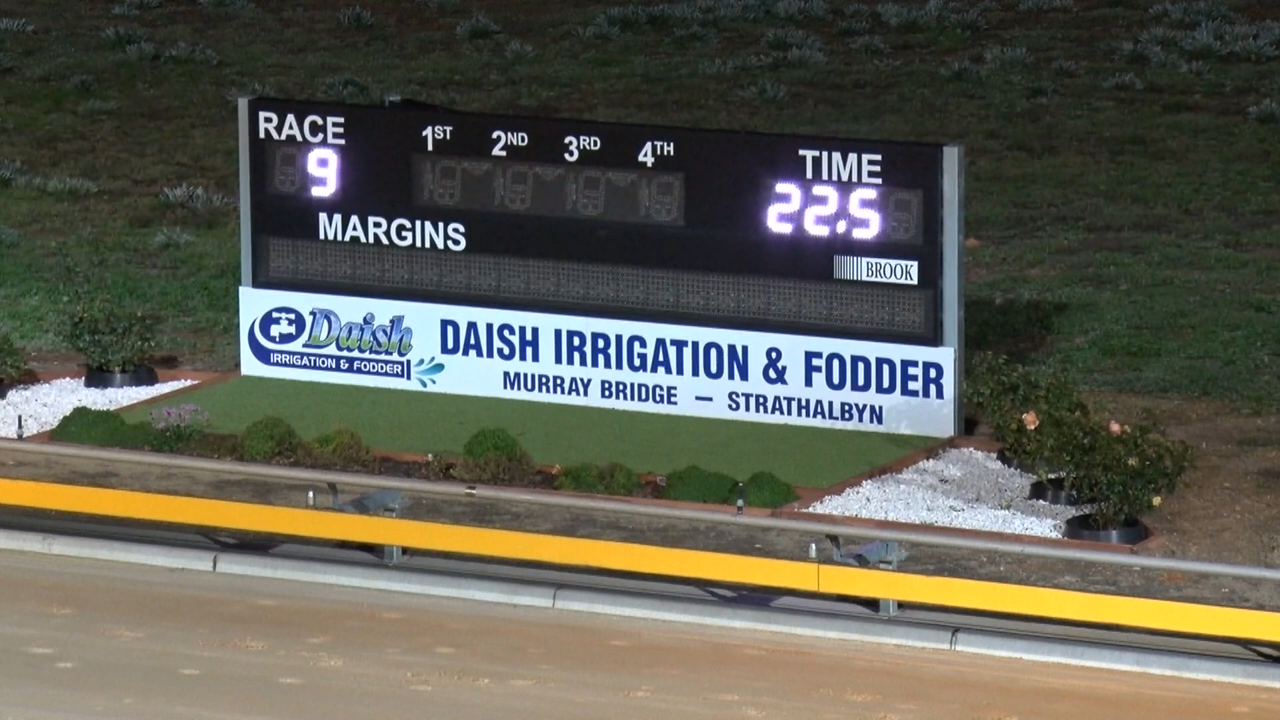 RACE 1ST 2ND 3RD 4TH TIME
9 22.5
MARGINS
BROOK
Daish
IRRIGATION & FODDER
DAISH IRRIGATION & FODDER
MURRAY BRIDGE — STRATHALBYN